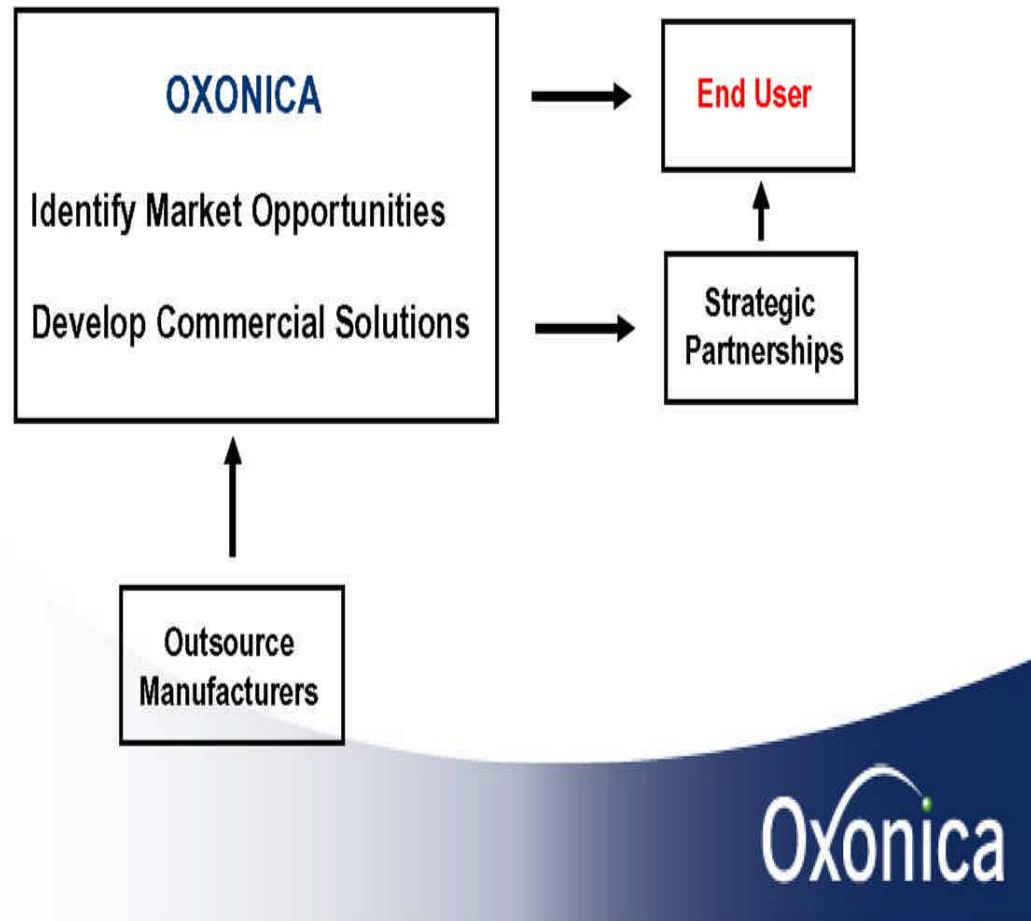 OXONICA
Identify Market Opportunities
Develop Commercial Solutions
End User
Strategic
Partnerships
Outsource
Manufacturers
Oxonica